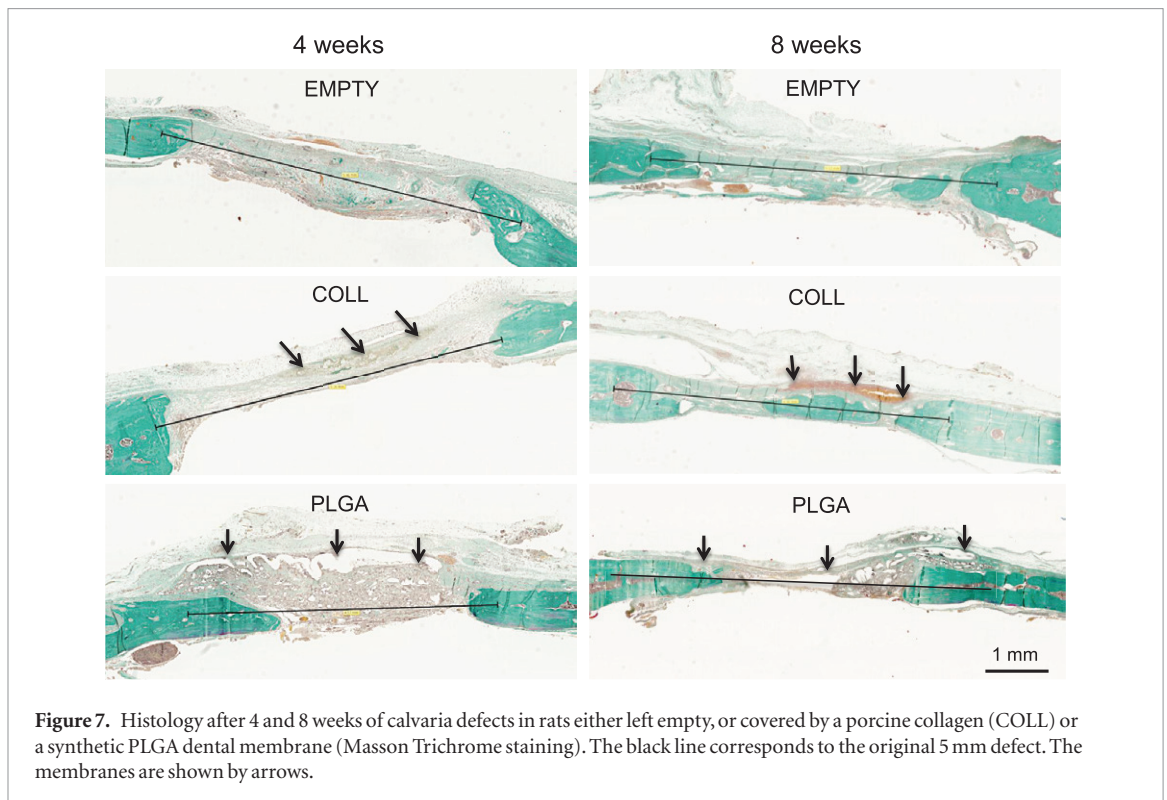 4 weeks
8 weeks
EMPTY
EMPTY
COLL
COLL
PLGA
PLGA
1 mm
Figure 7. Histology after 4 and 8 weeks of calvaria defects in rats either left empty, or covered by a porcine collagen (COLL) or
a synthetic PLGA dental membrane (Masson Trichrome staining). The black line corresponds to the original 5 mm defect. The
membranes are shown by arrows.